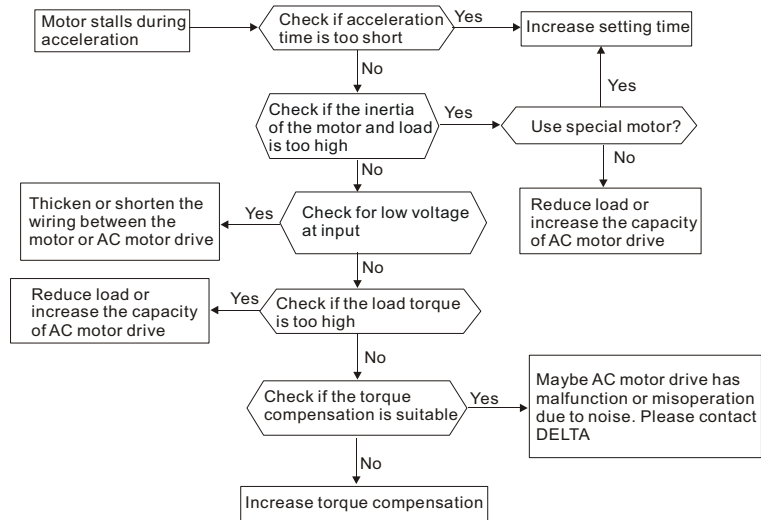 Motor stalls during
acceleration
Check if acceleration
time is too short
Yes
Increase setting time
No
Yes
Check if the inertia
of the motor and load
is too high
Yes
Use special motor?
No
No
Thicken or shorten the
wiring between the
motor or AC motor drive
Yes
Check for low voltage
at input
Reduce load or
increase the capacity
of AC motor drive
No
Reduce load or
increase the capacity
of AC motor drive
Yes
Check if the load torque
is too high
No
Check if the torque
compensation is suitable
Yes
Maybe AC motor drive has
malfunction or misoperation
due to noise. Please contact
DELTA
No
Increase torque compensation